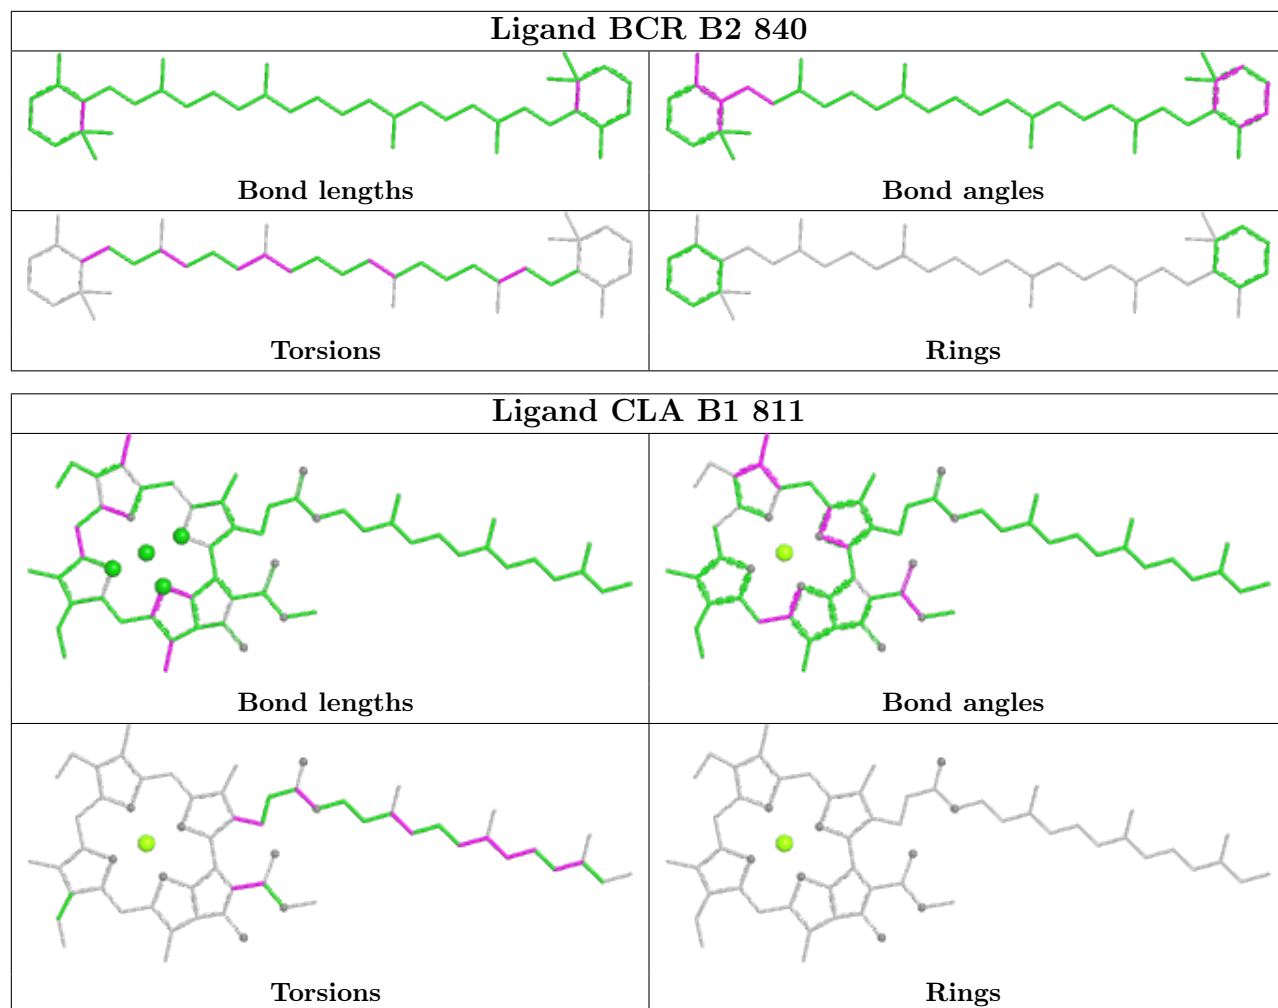 Ligand BCR B2 840
Bond lengths
Bond angles
Torsions
Rings
Ligand CLA B1 811
Bond lengths
Bond angles
Torsions
Rings